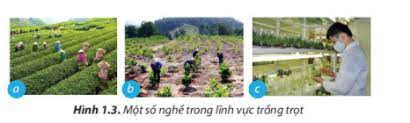 a
b
c
Hình 1.3. Một số nghề trong lĩnh vực trồng trọt